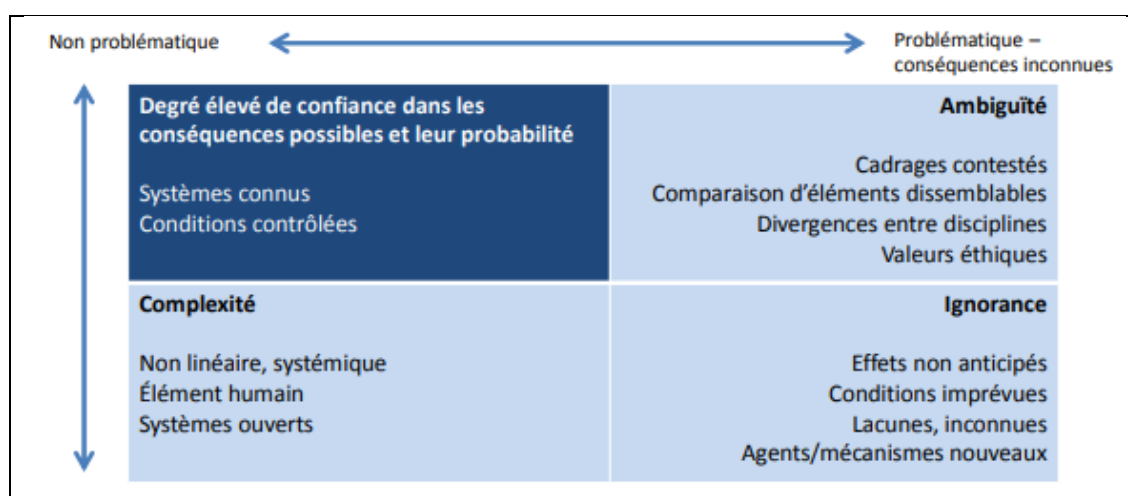 Non problématique
Problématique –
conséquences inconnues
Degré élevé de confiance dans les
conséquences possibles et leur probabilité
Systèmes connus
Conditions contrôlées
Ambiguïté
Cadrages contestés
Comparaison d'éléments dissemblables
Divergences entre disciplines
Valeurs éthiques
Complexité
Non linéaire, systémique
Élément humain
Systèmes ouverts
Ignorance
Effets non anticipés
Conditions imprévues
Lacunes, inconnues
Agents/mécanismes nouveaux